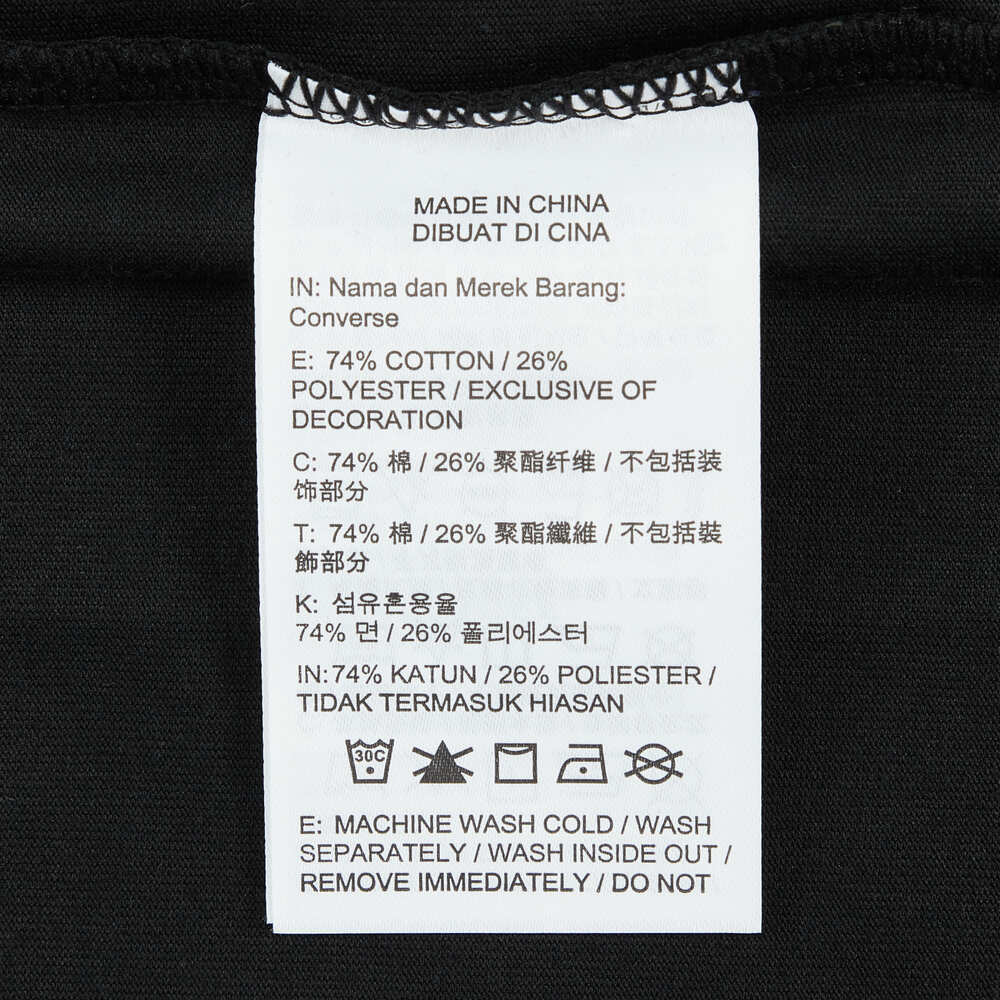 MADE IN CHINA
DIBUAT DI CINA
IN: Nama dan Merek Barang:
Converse
E: 74% COTTON / 26%
POLYESTER / EXCLUSIVE OF
DECORATION
C: 74% 棉 / 26% 聚酯纤维 / 不包括装
饰部分
T: 74% 棉 / 26% 聚酯纖維 / 不包括裝
飾部分
K: 섬유혼용율
74% 면 / 26% 폴리에스터
IN:74% KATUN / 26% POLIESTER /
TIDAK TERMASUK HIASAN
30C
E: MACHINE WASH COLD / WASH
SEPARATELY / WASH INSIDE OUT /
REMOVE IMMEDIATELY / DO NOT